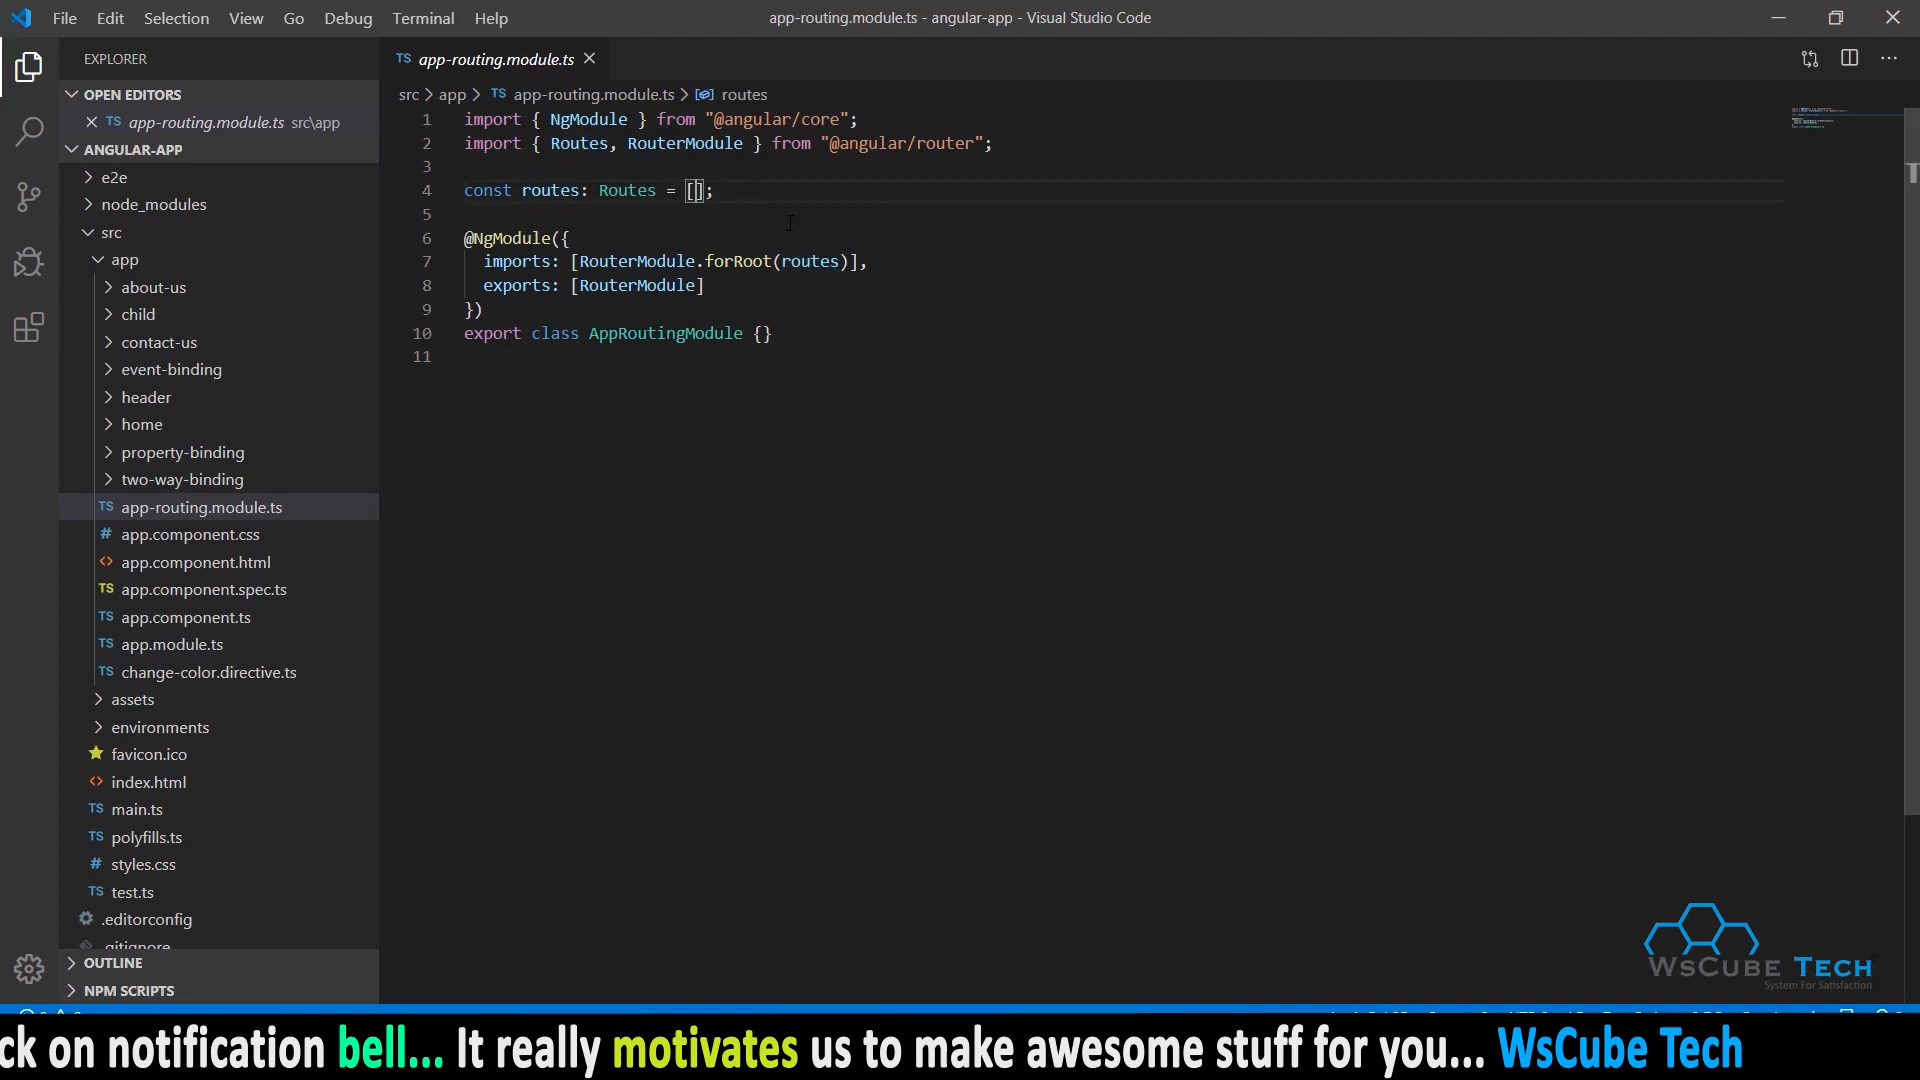 File Edit Selection View Go Debug Terminal Help
app-routing.module.ts - angular-app - Visual Studio Code
EXPLORER
OPEN EDITORS
TS app-routing.module.ts src\app
ANGULAR-APP
e2e
node_modules
src
app
about-us
child
contact-us
event-binding
header
home
property-binding
two-way-binding
TS app-routing.module.ts
# app.component.css
<> app.component.html
TS app.component.spec.ts
TS app.component.ts
TS app.module.ts
TS change-color.directive.ts
assets
environments
favicon.ico
<> index.html
TS main.ts
TS polyfills.ts
# styles.css
TS test.ts
.editorconfig
.gitignore
OUTLINE
NPM SCRIPTS
TS app-routing.module.ts
src > app > TS app-routing.module.ts > routes
1 import { NgModule } from "@angular/core";
2 import { Routes, RouterModule } from "@angular/router";
3
4 const routes: Routes = [];
5
6 @NgModule({
7 imports: [RouterModule.forRoot(routes)],
8 exports: [RouterModule]
9 })
10 export class AppRoutingModule {}
11
WsCube Tech
System For Satisfaction
ck on notification bell... It really motivates us to make awesome stuff for you... WsCube Tech